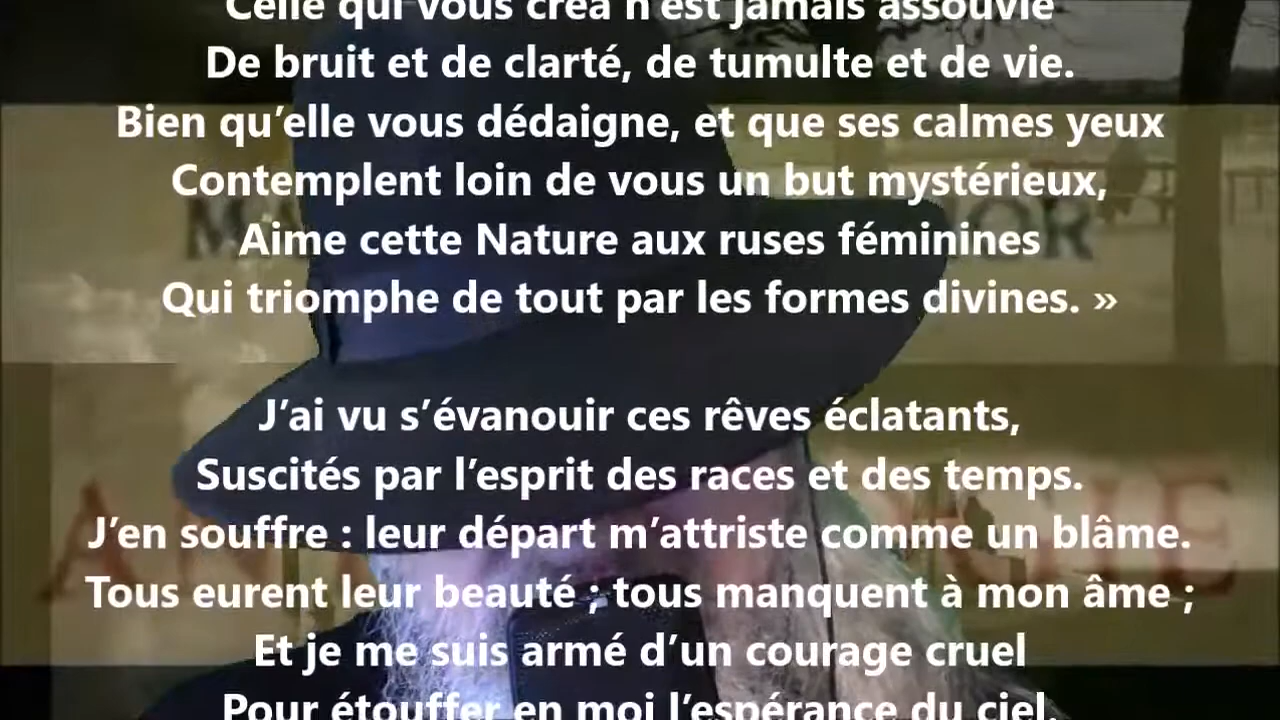 Celle qui vous créa n'est jamais assouvie
De bruit et de clarté, de tumulte et de vie.
Bien qu’elle vous dédaigne, et que ses calmes yeux
Contemplent loin de vous un but mystérieux,
Aime cette Nature aux ruses féminines
Qui triomphe de tout par les formes divines. »
J’ai vu s’évanouir ces rêves éclatants,
Suscités par l’esprit des races et des temps.
J’en souffre : leur départ m’attriste comme un blâme.
Tous eurent leur beauté ; tous manquent à mon âme ;
Et je me suis armé d’un courage cruel
Pour étouffer en moi l’espérance du ciel.